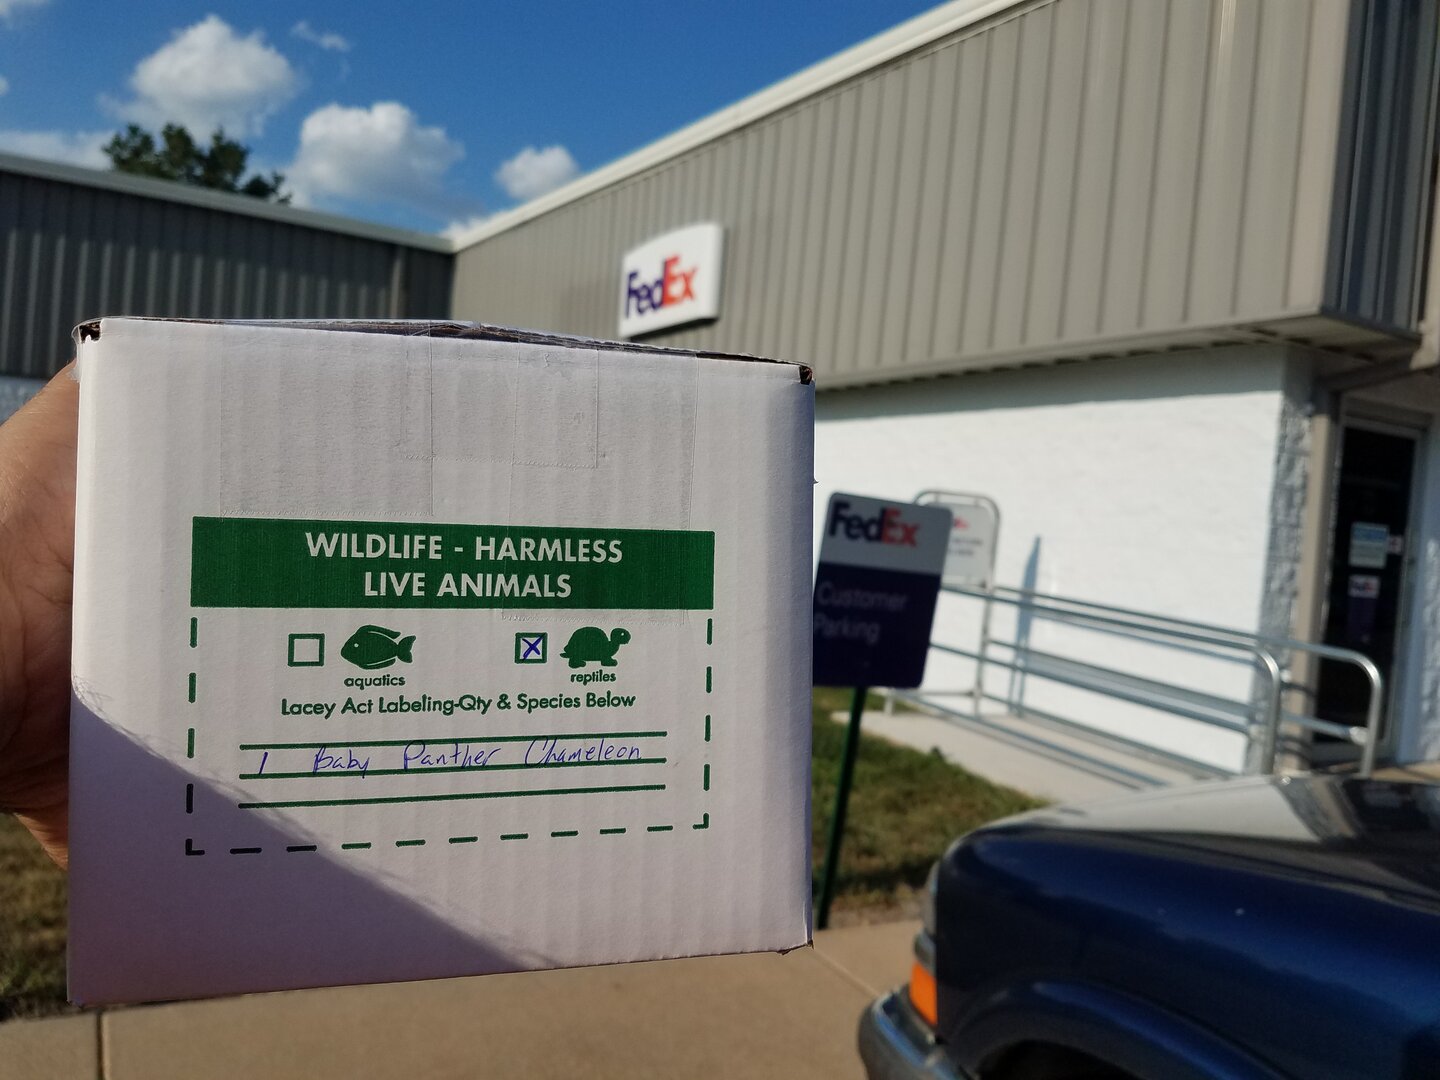 FedEx
WILDLIFE - HARMLESS
LIVE ANIMALS
aquatics
X reptiles
Lacey Act Labeling-Qty & Species Below
1 Baby Panther Chameleon
FedEx
Customer
Parking